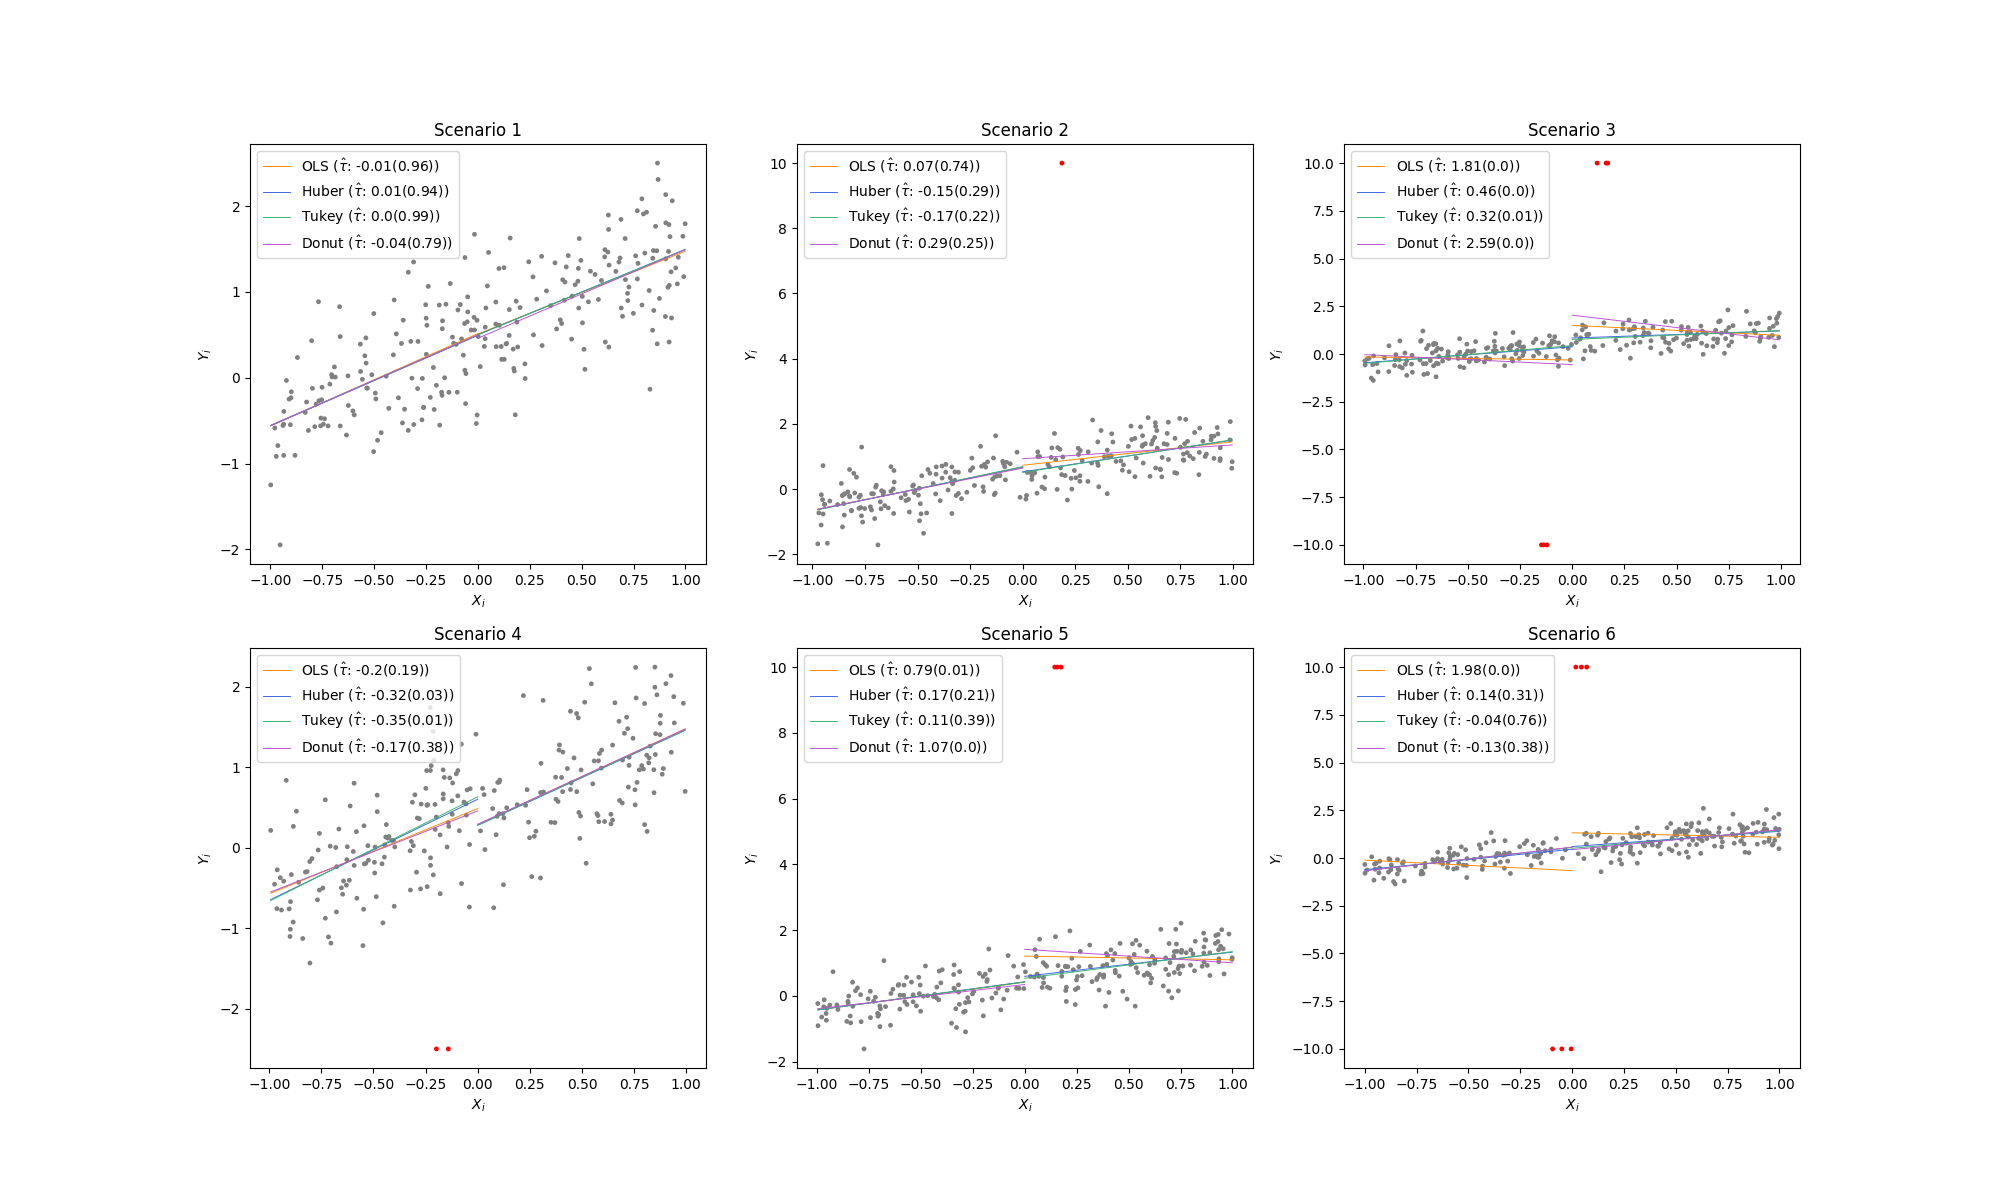 Scenario 1
OLS (τ̂: -0.01(0.96))
Huber (τ̂: 0.01(0.94))
Tukey (τ̂: 0.0(0.99))
Donut (τ̂: -0.04(0.79))
2
1
0
−1
−2
Y_i
−1.00 −0.75 −0.50 −0.25 0.00 0.25 0.50 0.75 1.00
X_i
Scenario 2
OLS (τ̂: 0.07(0.74))
Huber (τ̂: -0.15(0.29))
Tukey (τ̂: -0.17(0.22))
Donut (τ̂: 0.29(0.25))
10
8
6
4
2
0
−2
Y_i
−1.00 −0.75 −0.50 −0.25 0.00 0.25 0.50 0.75 1.00
X_i
Scenario 3
OLS (τ̂: 1.81(0.0))
Huber (τ̂: 0.46(0.0))
Tukey (τ̂: 0.32(0.01))
Donut (τ̂: 2.59(0.0))
10.0
7.5
5.0
2.5
0.0
−2.5
−5.0
−7.5
−10.0
Y_i
−1.00 −0.75 −0.50 −0.25 0.00 0.25 0.50 0.75 1.00
X_i
Scenario 4
OLS (τ̂: -0.2(0.19))
Huber (τ̂: -0.32(0.03))
Tukey (τ̂: -0.35(0.01))
Donut (τ̂: -0.17(0.38))
2
1
0
−1
−2
Y_i
−1.00 −0.75 −0.50 −0.25 0.00 0.25 0.50 0.75 1.00
X_i
Scenario 5
OLS (τ̂: 0.79(0.01))
Huber (τ̂: 0.17(0.21))
Tukey (τ̂: 0.11(0.39))
Donut (τ̂: 1.07(0.0))
10
8
6
4
2
0
−2
Y_i
−1.00 −0.75 −0.50 −0.25 0.00 0.25 0.50 0.75 1.00
X_i
Scenario 6
OLS (τ̂: 1.98(0.0))
Huber (τ̂: 0.14(0.31))
Tukey (τ̂: -0.04(0.76))
Donut (τ̂: -0.13(0.38))
10.0
7.5
5.0
2.5
0.0
−2.5
−5.0
−7.5
−10.0
Y_i
−1.00 −0.75 −0.50 −0.25 0.00 0.25 0.50 0.75 1.00
X_i